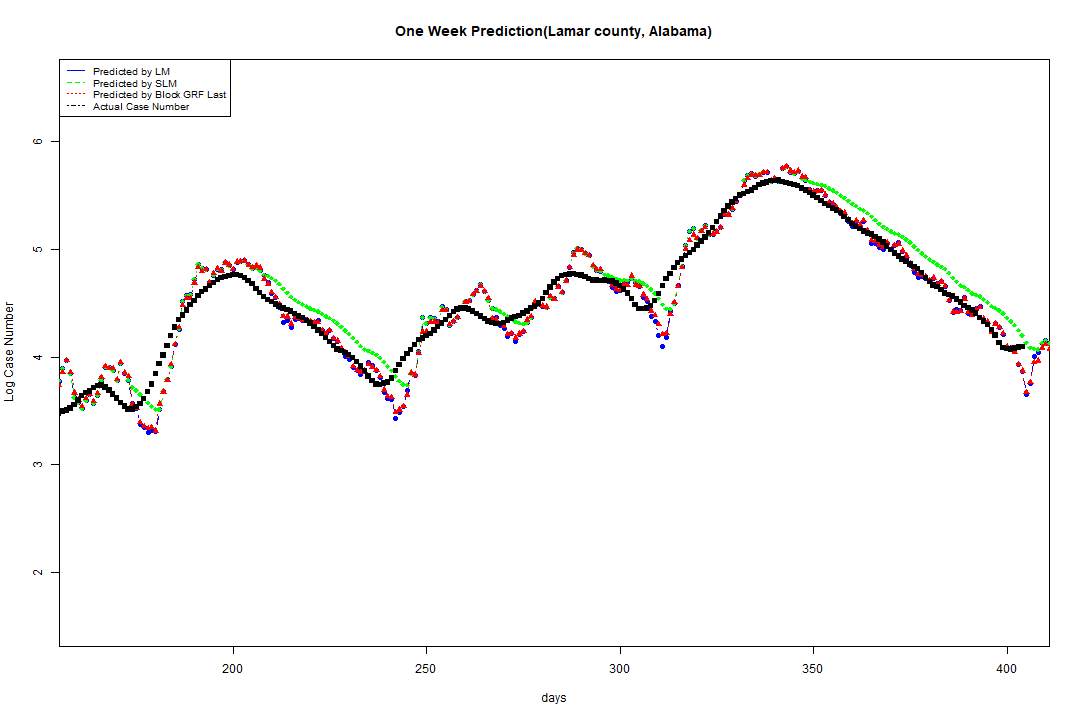 One Week Prediction(Lamar county, Alabama)
Predicted by LM
Predicted by SLM
Predicted by Block GRF Last
Actual Case Number
Log Case Number
6
5
4
3
2
200 250 300 350 400
days